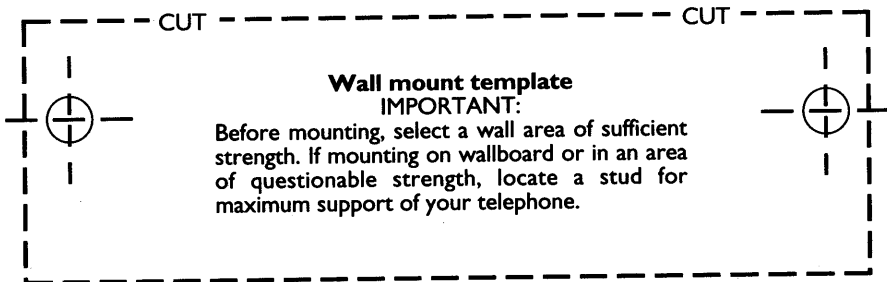 CUT CUT
Wall mount template
IMPORTANT:
Before mounting, select a wall area of sufficient
strength. If mounting on wallboard or in an area
of questionable strength, locate a stud for
maximum support of your telephone.